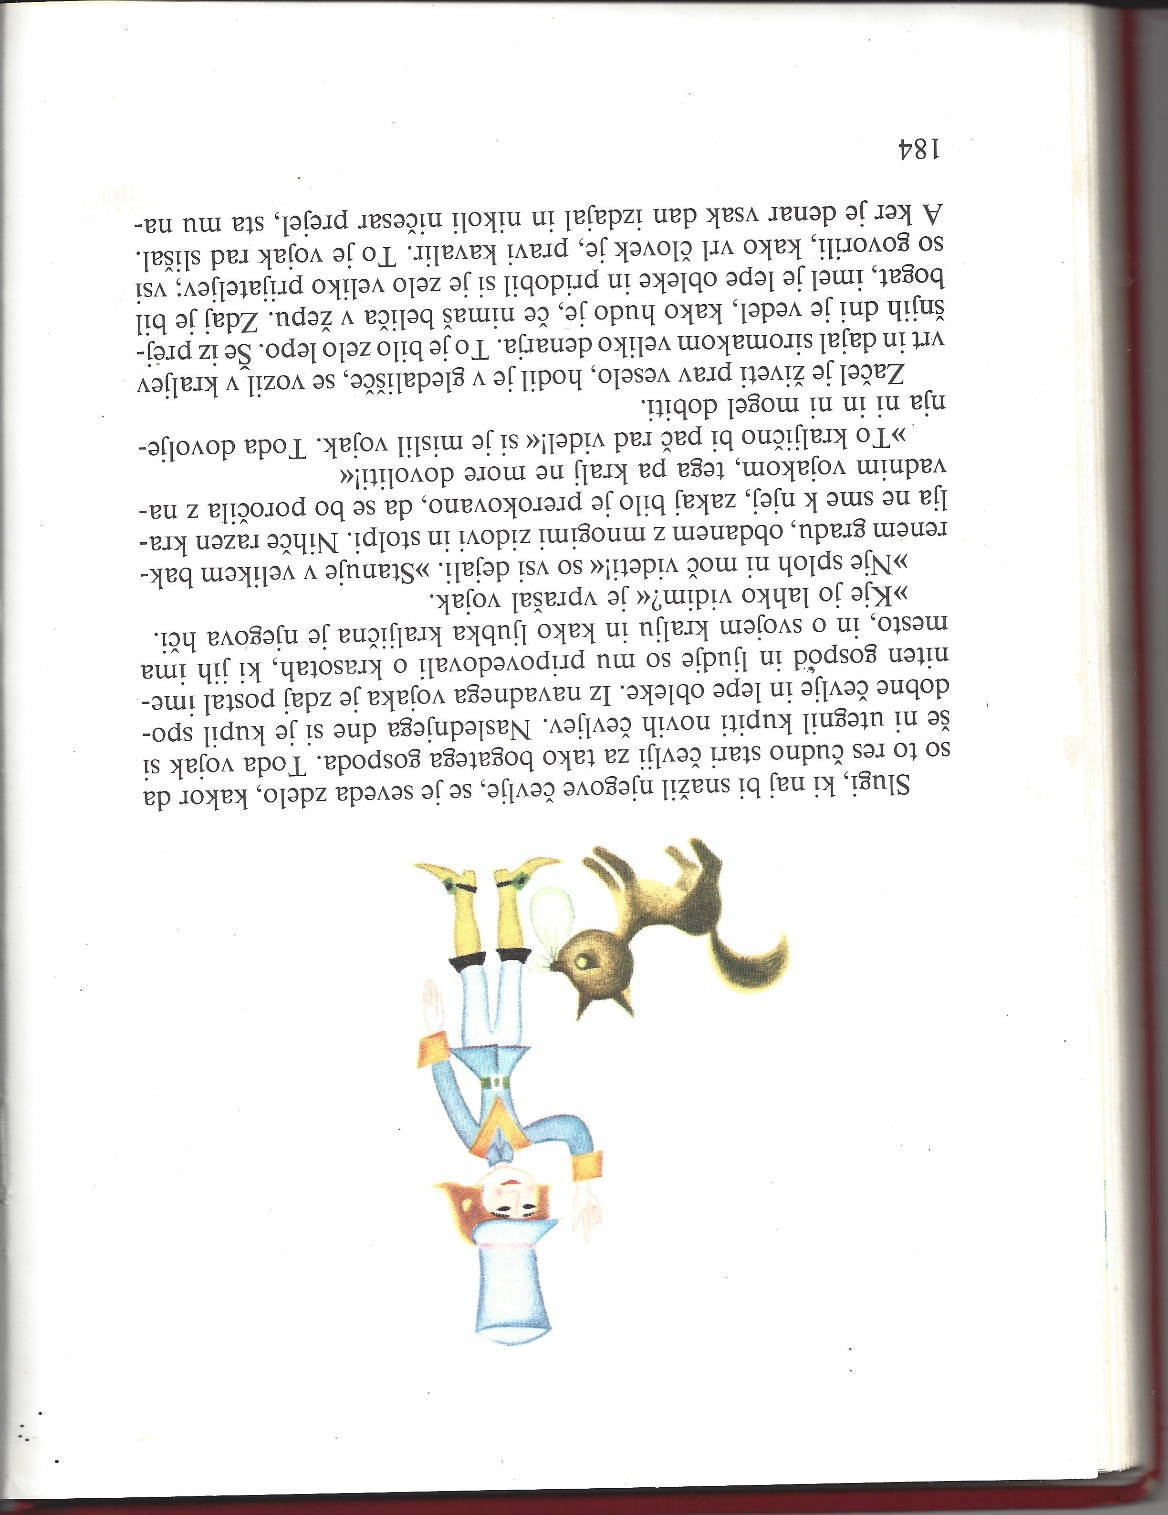 Slugi, ki naj bi snažil njegove čevlje, se je seveda zdelo, kakor da
so to res čudno stari čevlji za tako bogatega gospoda. Toda vojak si
še ni utegnil kupiti novih čevljev. Naslednjega dne si je kupil spo-
dobne čevlje in lepe obleke. Iz navadnega vojaka je zdaj postal ime-
niten gospod in ljudje so mu pripovedovali o krasotah, ki jih ima
mesto, in o svojem kralju in kako ljubka kraljična je njegova hči.
»Kje jo lahko vidim?« je vprašal vojak.
»Nje sploh ni moč videti!« so vsi dejali. »Stanuje v velikem bak-
renem gradu, obdanem z mnogimi zidovi in stolpi. Nihče razen kra-
lja ne sme k njej, zakaj bilo je prerokovano, da se bo poročila z na-
vadnim vojakom, tega pa kralj ne more dovoliti!«
»To kraljično bi pač rad videl!« si je mislil vojak. Toda dovolje-
nja ni in ni mogel dobiti.
Začel je živeti prav veselo, hodil je v gledališče, se vozil v kraljev
vrt in dajal siromakom veliko denarja. To je bilo zelo lepo. Še iz prej-
šnjih dni je vedel, kako hudo je, če nimaš beliča v žepu. Zdaj je bil
bogat, imel je lepe obleke in pridobil si je zelo veliko prijateljev; vsi
so govorili, kako vrl človek je, pravi kavalir. To je vojak rad slišal.
A ker je denar vsak dan izdajal in nikoli ničesar prejel, sta mu na-
184